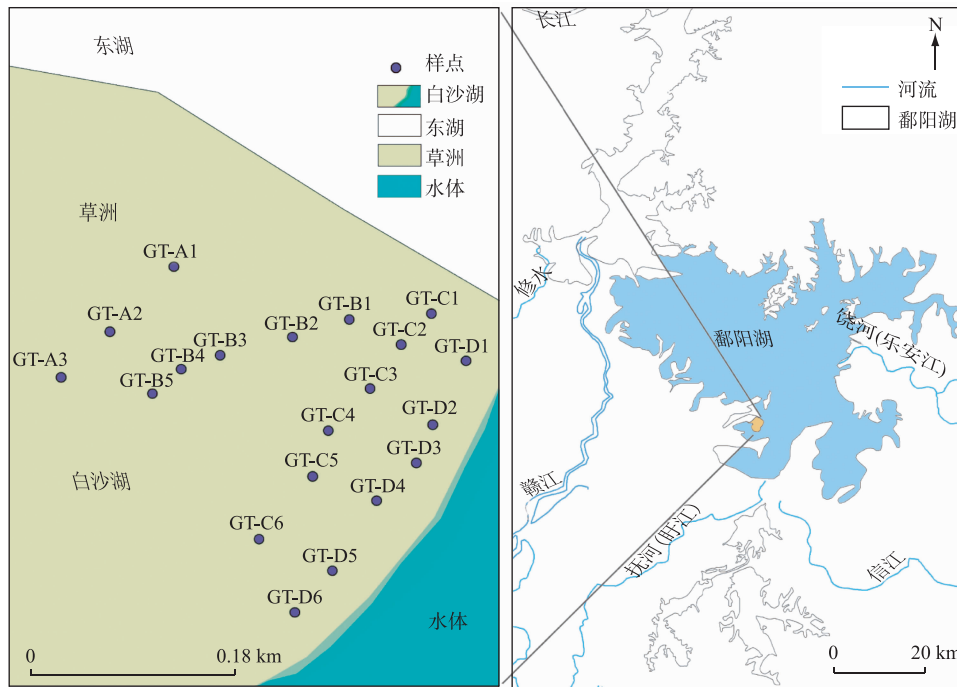 东湖
样点
白沙湖
东湖
草洲
水体
草洲
GT-A1
GT-A2
GT-A3
GT-B1
GT-B2
GT-B3
GT-B4
GT-B5
GT-C1
GT-C2
GT-D1
GT-C3
GT-D2
GT-C4
GT-D3
GT-C5
GT-D4
白沙湖
GT-C6
GT-D5
GT-D6
水体
0 0.18 km
长江
N
河流
鄱阳湖
修水
鄱阳湖
饶河(乐安江)
赣江
抚河(盱江)
信江
0 20 km